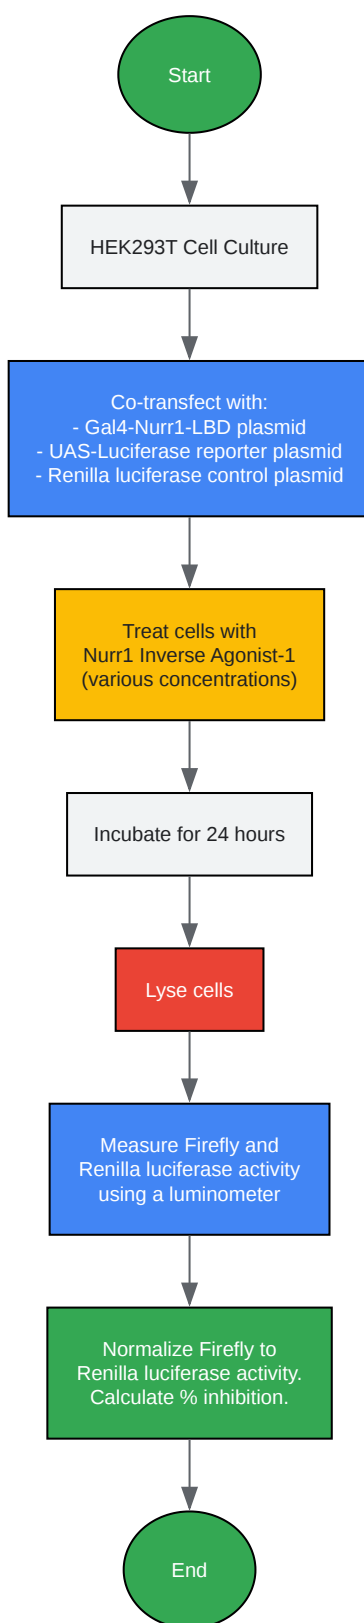 Start
HEK293T Cell Culture
Co-transfect with:
- Gal4-Nurr1-LBD plasmid
- UAS-Luciferase reporter plasmid
- Renilla luciferase control plasmid
Treat cells with
Nurr1 Inverse Agonist-1
(various concentrations)
Incubate for 24 hours
Lyse cells
Measure Firefly and
Renilla luciferase activity
using a luminometer
Normalize Firefly to
Renilla luciferase activity.
Calculate % inhibition.
End